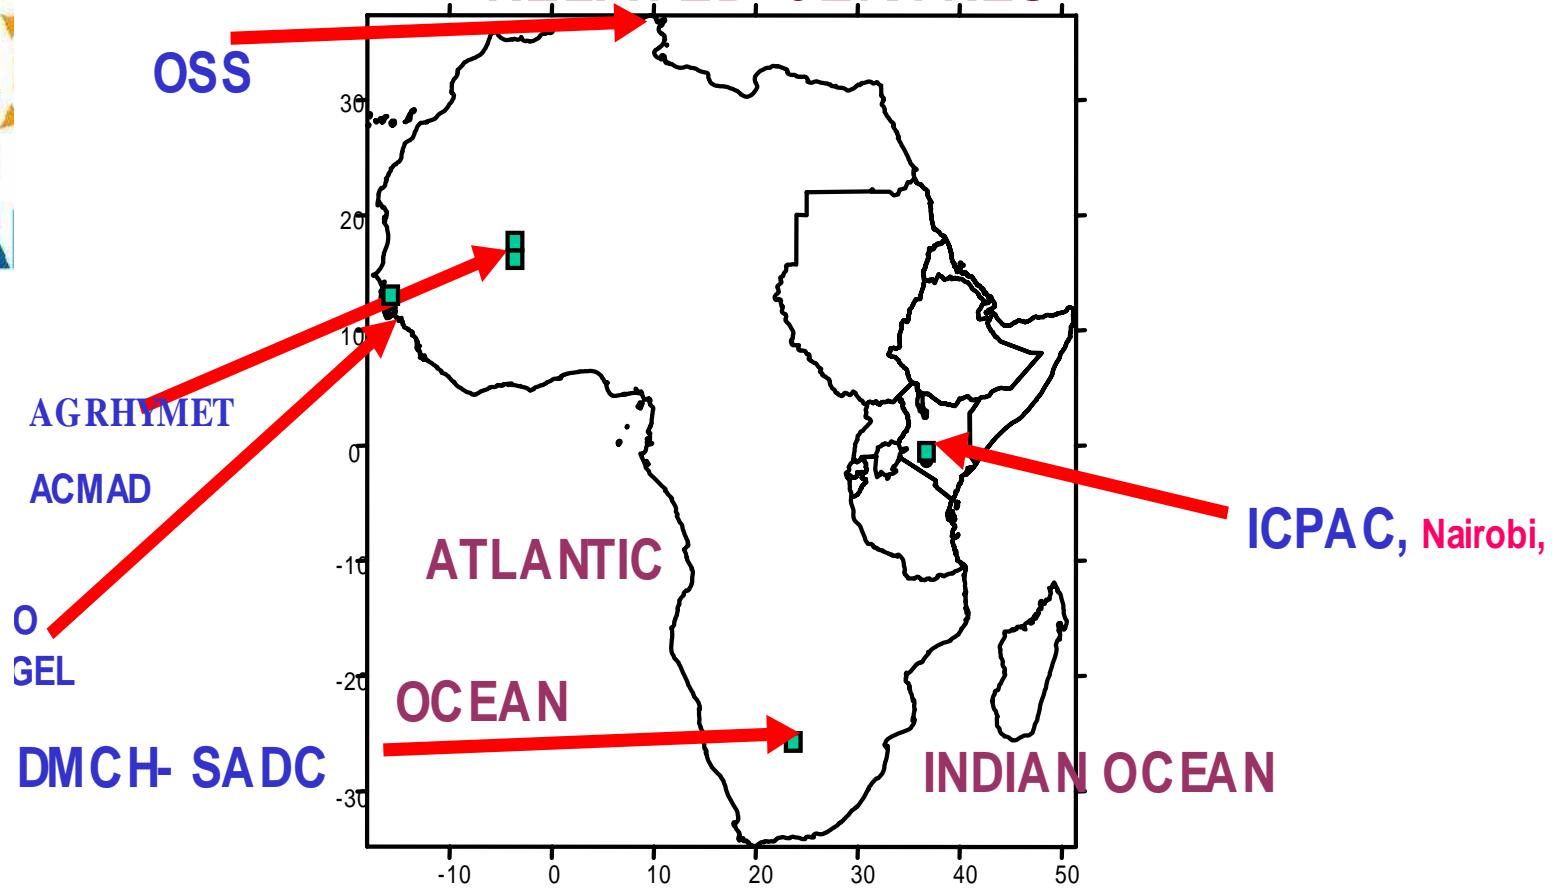 OSS
30
20
10
AGRHYMET
0
ACMAD
ICPAC, Nairobi,
ATLANTIC
-10
O
GEL
-20
OCEAN
DMCH- SADC
INDIAN OCEAN
-30
-10 0 10 20 30 40 50